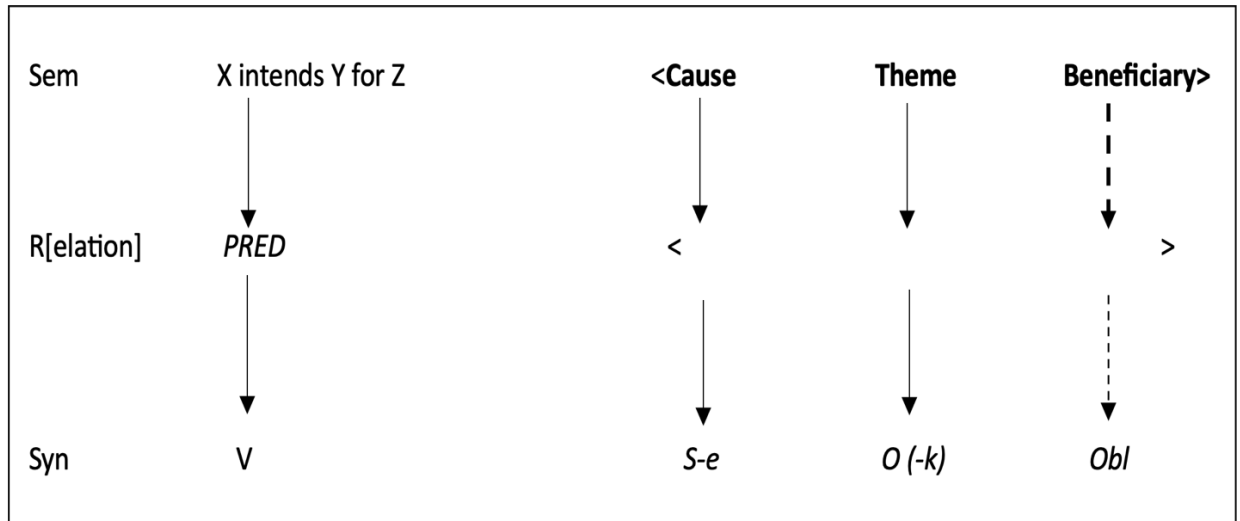 Sem X intends Y for Z <Cause Theme Beneficiary>
R[elation] PRED < >
Syn V S-e O (-k) Obl